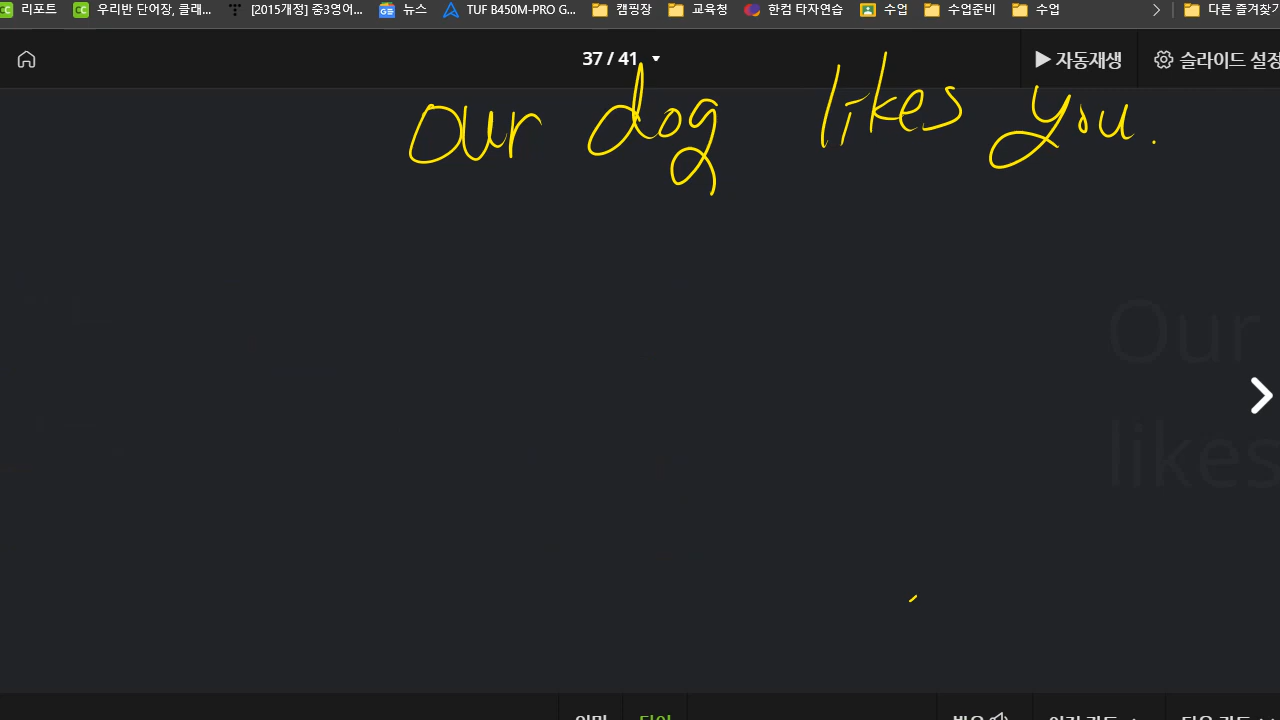 리포트 우리반 단어장, 클래... [2015개정] 중3영어... 뉴스 TUF B450M-PRO G... 캠핑장 교육청 한컴 타자연습 수업 수업준비 수업 다른 즐겨찾기
37 / 41 자동재생 슬라이드 설정
our dog likes you.
Our
likes